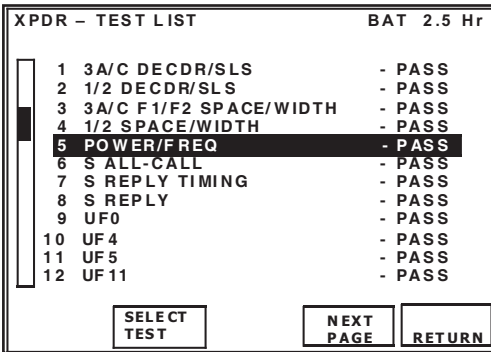 XPDR – TEST LIST BAT 2.5 Hr
1 3A/C DECDR/SLS - PASS
2 1/2 DECDR/SLS - PASS
3 3A/C F1/F2 SPACE/WIDTH - PASS
4 1/2 SPACE/WIDTH - PASS
5 POWER/FREQ - PASS
6 S ALL-CALL - PASS
7 S REPLY TIMING - PASS
8 S REPLY - PASS
9 UF0 - PASS
10 UF4 - PASS
11 UF5 - PASS
12 UF11 - PASS
SELECT TEST
NEXT PAGE
RETURN